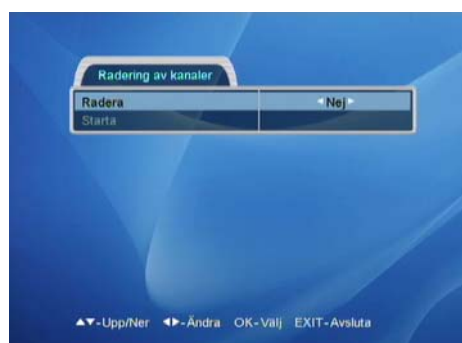 Radering av kanaler
Radera ◄Nej►
Starta
▲▼-Upp/Ner ◄►-Ändra OK-Välj EXIT-Avsluta